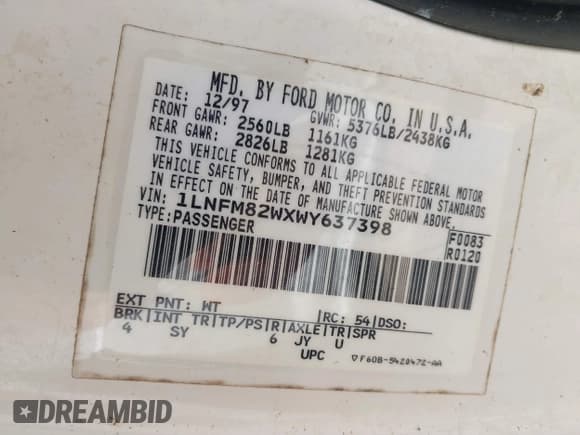 MFD. BY FORD MOTOR CO. IN U.S.A.
DATE: 12/97 GVWR: 5376LB/2438KG
FRONT GAWR: 2560LB 1161KG
REAR GAWR: 2826LB 1281KG
THIS VEHICLE CONFORMS TO ALL APPLICABLE FEDERAL MOTOR
VEHICLE SAFETY, BUMPER, AND THEFT PREVENTION STANDARDS
IN EFFECT ON THE DATE OF MANUFACTURE SHOWN ABOVE.
VIN: 1LNFM82WXWY637398
TYPE: PASSENGER
F0083
R0120
EXT PNT: WT RC: 54 DSO:
BRK INT TR TP/PS R AXLE TR SPR
4 SY 6 JY U
UPC ▽F60B-5420472-AA
DREAMBID